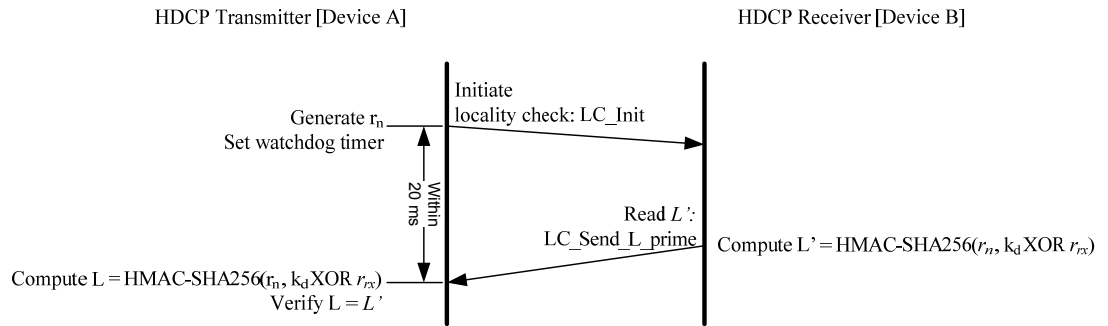 HDCP Transmitter [Device A]
HDCP Receiver [Device B]
Initiate
locality check: LC_Init
Generate rn
Set watchdog timer
Within
20 ms
Read L’:
LC_Send_L_prime
Compute L’ = HMAC-SHA256(rn, kd XOR rrx)
Compute L = HMAC-SHA256(rn, kd XOR rrx)
Verify L = L’